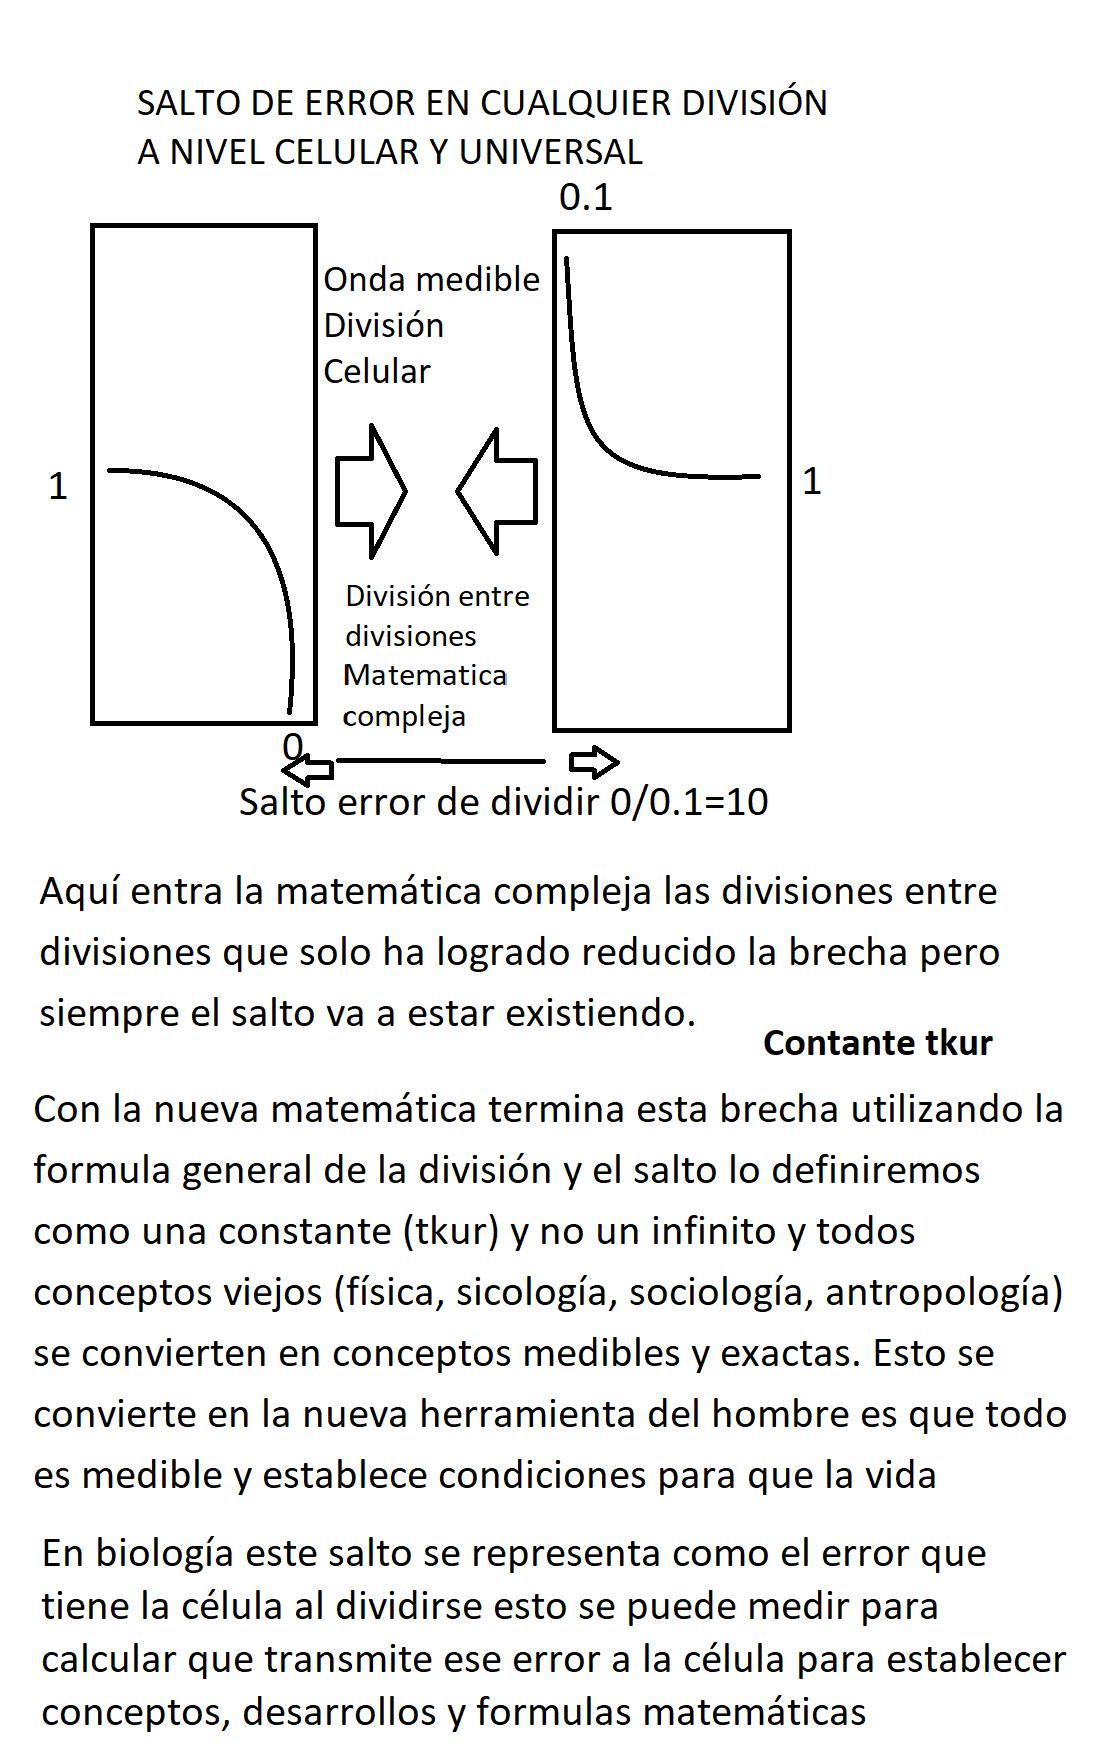 SALTO DE ERROR EN CUALQUIER DIVISIÓN
A NIVEL CELULAR Y UNIVERSAL
0.1
Onda medible
División
Celular
1
1
División entre
divisiones
Matematica
compleja
0
Salto error de dividir 0/0.1=10
Aquí entra la matemática compleja las divisiones entre
divisiones que solo ha logrado reducido la brecha pero
siempre el salto va a estar existiendo.
Contante tkur
Con la nueva matemática termina esta brecha utilizando la
formula general de la división y el salto lo definiremos
como una constante (tkur) y no un infinito y todos
conceptos viejos (física, sicología, sociología, antropología)
se convierten en conceptos medibles y exactas. Esto se
convierte en la nueva herramienta del hombre es que todo
es medible y establece condiciones para que la vida
En biología este salto se representa como el error que
tiene la célula al dividirse esto se puede medir para
calcular que transmite ese error a la célula para establecer
conceptos, desarrollos y formulas matemáticas